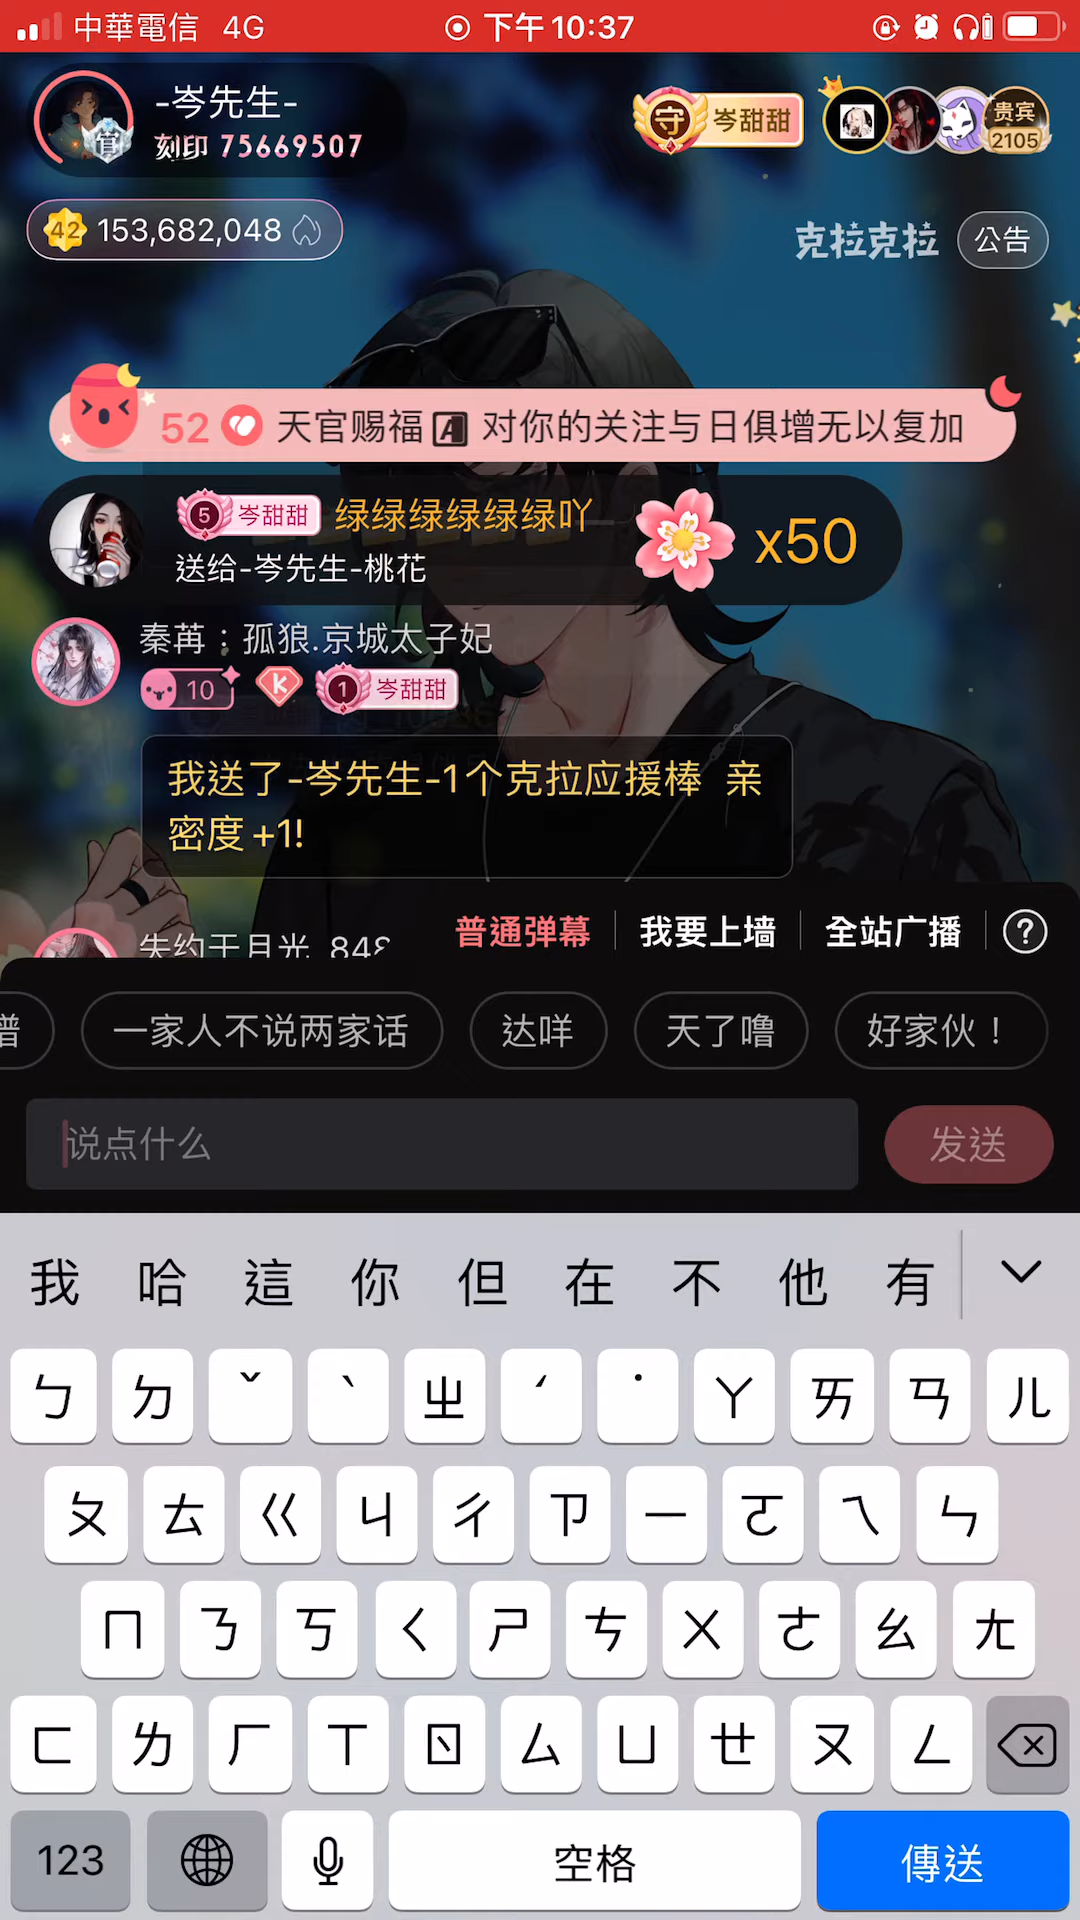 中華電信 4G 下午10:37
-岑先生-
刻印 75669507
守 岑甜甜
贵宾
2105
管
42 153,682,048
克拉克拉 公告
52 天官赐福 A 对你的关注与日俱增无以复加
5 岑甜甜 绿绿绿绿绿绿吖
送给-岑先生-桃花
x50
秦苒：孤狼.京城太子妃
10 K 1 岑甜甜
我送了-岑先生-1个克拉应援棒 亲
密度+1!
普通弹幕 我要上墙 全站广播 ?
一家人不说两家话 达咩 天了噜 好家伙！
说点什么 发送
我 哈 這 你 但 在 不 他 有
ㄅ ㄉ ˇ ˋ ㄓ ˊ ˙ ㄚ ㄞ ㄢ ㄦ
ㄆ ㄊ ㄍ ㄐ ㄔ ㄗ ㄧ ㄛ ㄟ ㄣ
ㄇ ㄋ ㄎ ㄑ ㄕ ㄘ ㄨ ㄜ ㄠ ㄤ
ㄈ ㄌ ㄏ ㄒ ㄖ ㄙ ㄩ ㄝ ㄡ ㄥ
123 空格 傳送